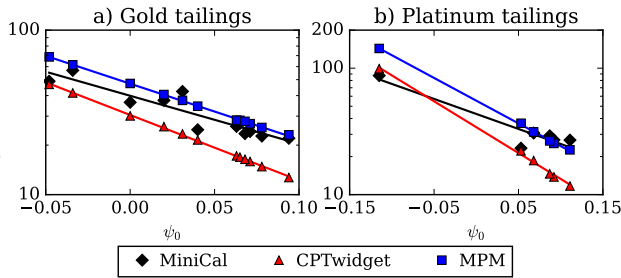 a) Gold tailings
b) Platinum tailings
100
10
−0.05 0.00 0.05 0.10
ψ0
200
100
10
−0.15 −0.05 0.05 0.15
ψ0
MiniCal CPTwidget MPM